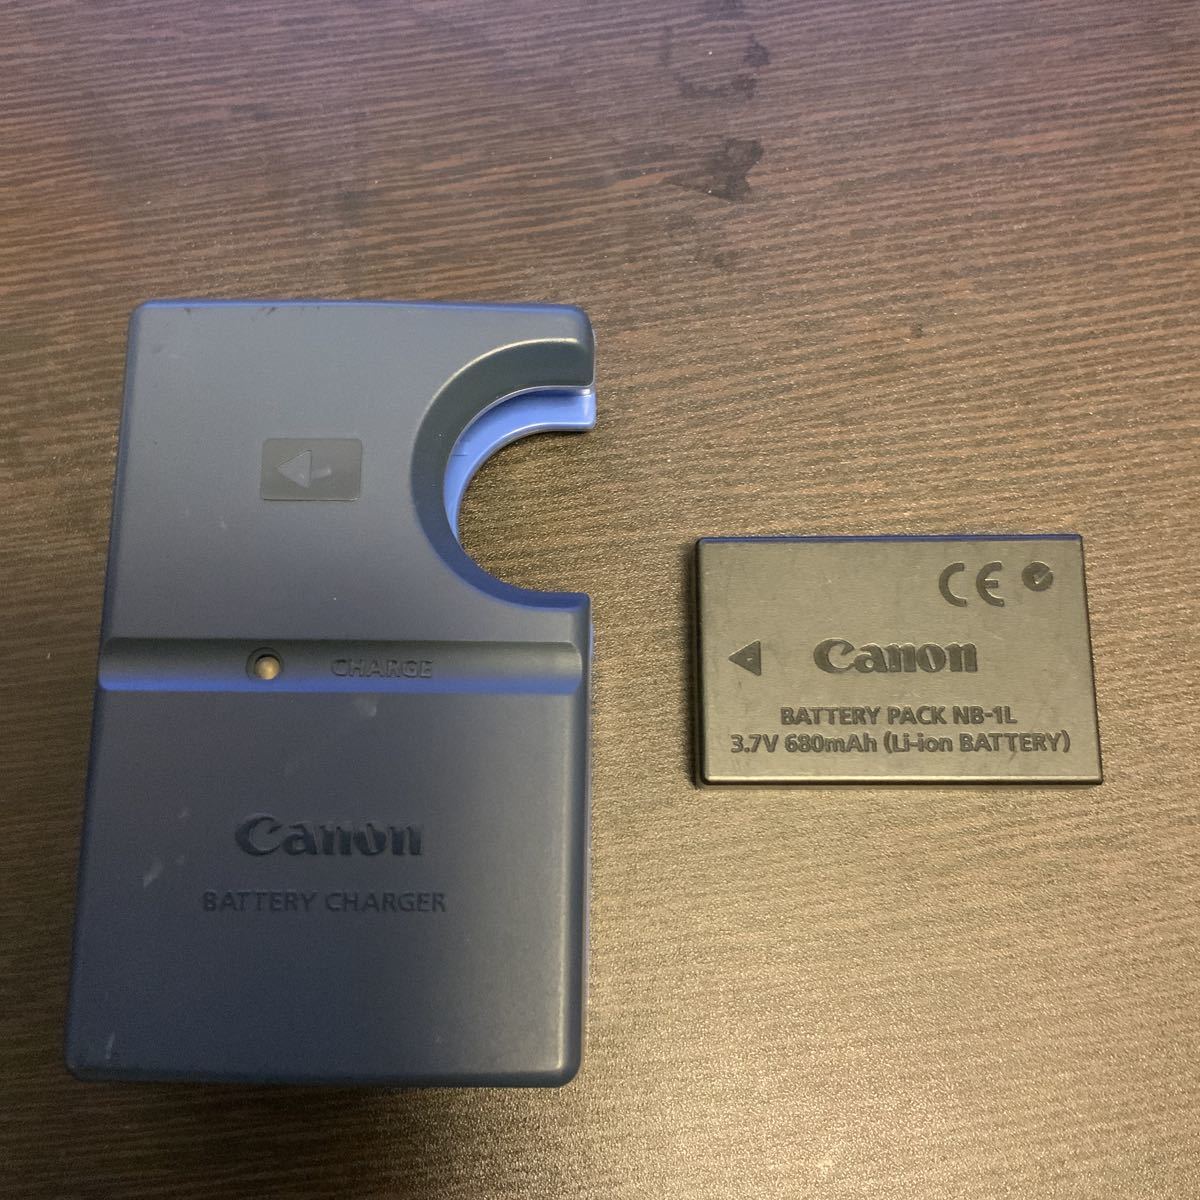 CHARGE
Canon
BATTERY CHARGER
CE
Canon
BATTERY PACK NB-1L
3.7V 680mAh (Li-ion BATTERY)